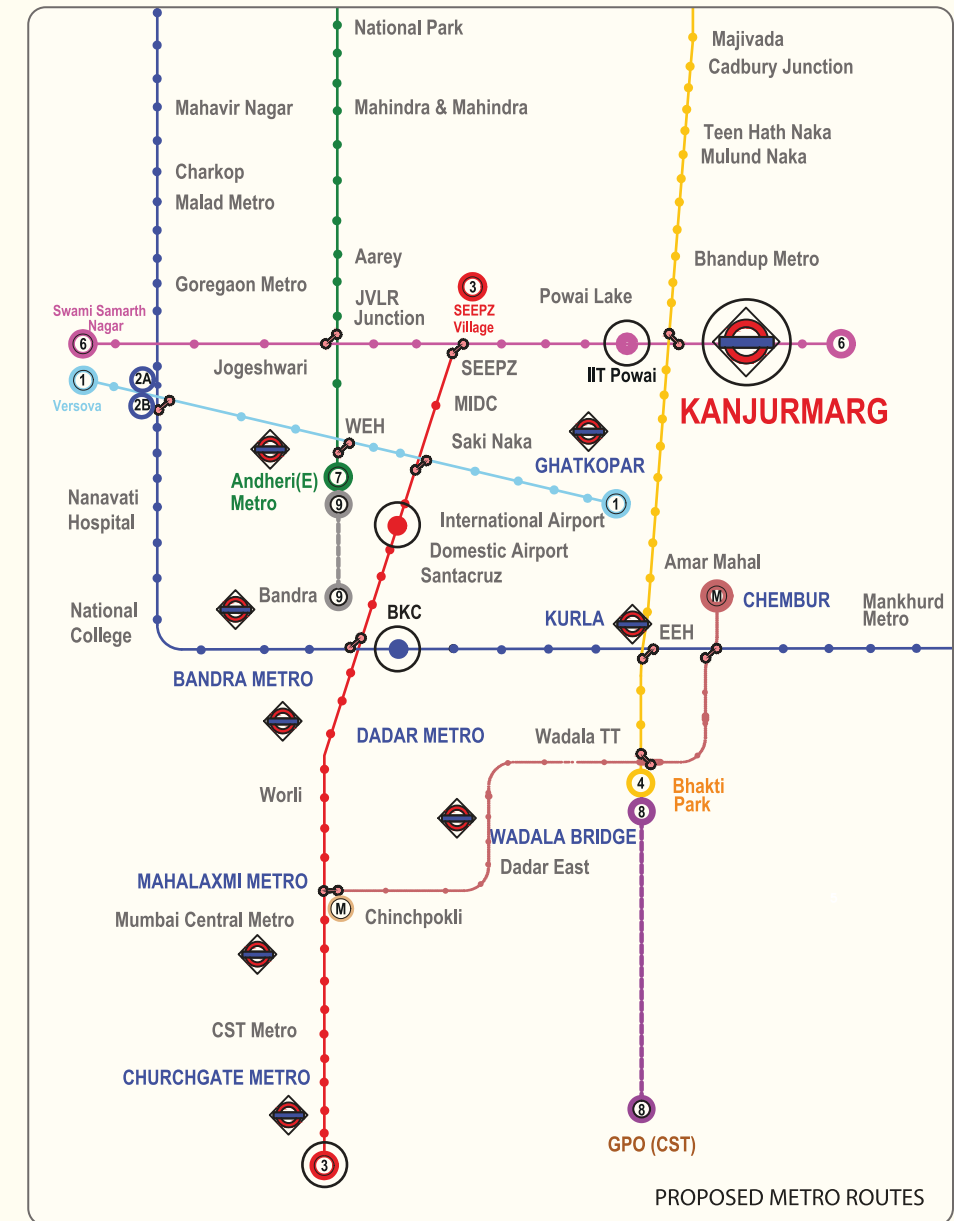 National Park
Majivada
Cadbury Junction
Mahavir Nagar
Mahindra & Mahindra
Teen Hath Naka
Mulund Naka
Charkop
Malad Metro
Aarey
Bhandup Metro
Goregaon Metro
3
SEEPZ
Village
JVLR
Junction
Powai Lake
Swami Samarth
Nagar
6
6
Jogeshwari
SEEPZ
IIT Powai
1
Versova
2A
2B
MIDC
KANJURMARG
WEH
Saki Naka
GHATKOPAR
Andheri(E)
Metro
7
9
1
Nanavati
Hospital
International Airport
Domestic Airport
Santacruz
Amar Mahal
Bandra
9
BKC
M
CHEMBUR
Mankhurd
Metro
National
College
KURLA
EEH
BANDRA METRO
DADAR METRO
Wadala TT
4
Bhakti
Park
Worli
8
WADALA BRIDGE
Dadar East
MAHALAXMI METRO
M
Chinchpokli
Mumbai Central Metro
CST Metro
CHURCHGATE METRO
8
GPO (CST)
3
PROPOSED METRO ROUTES